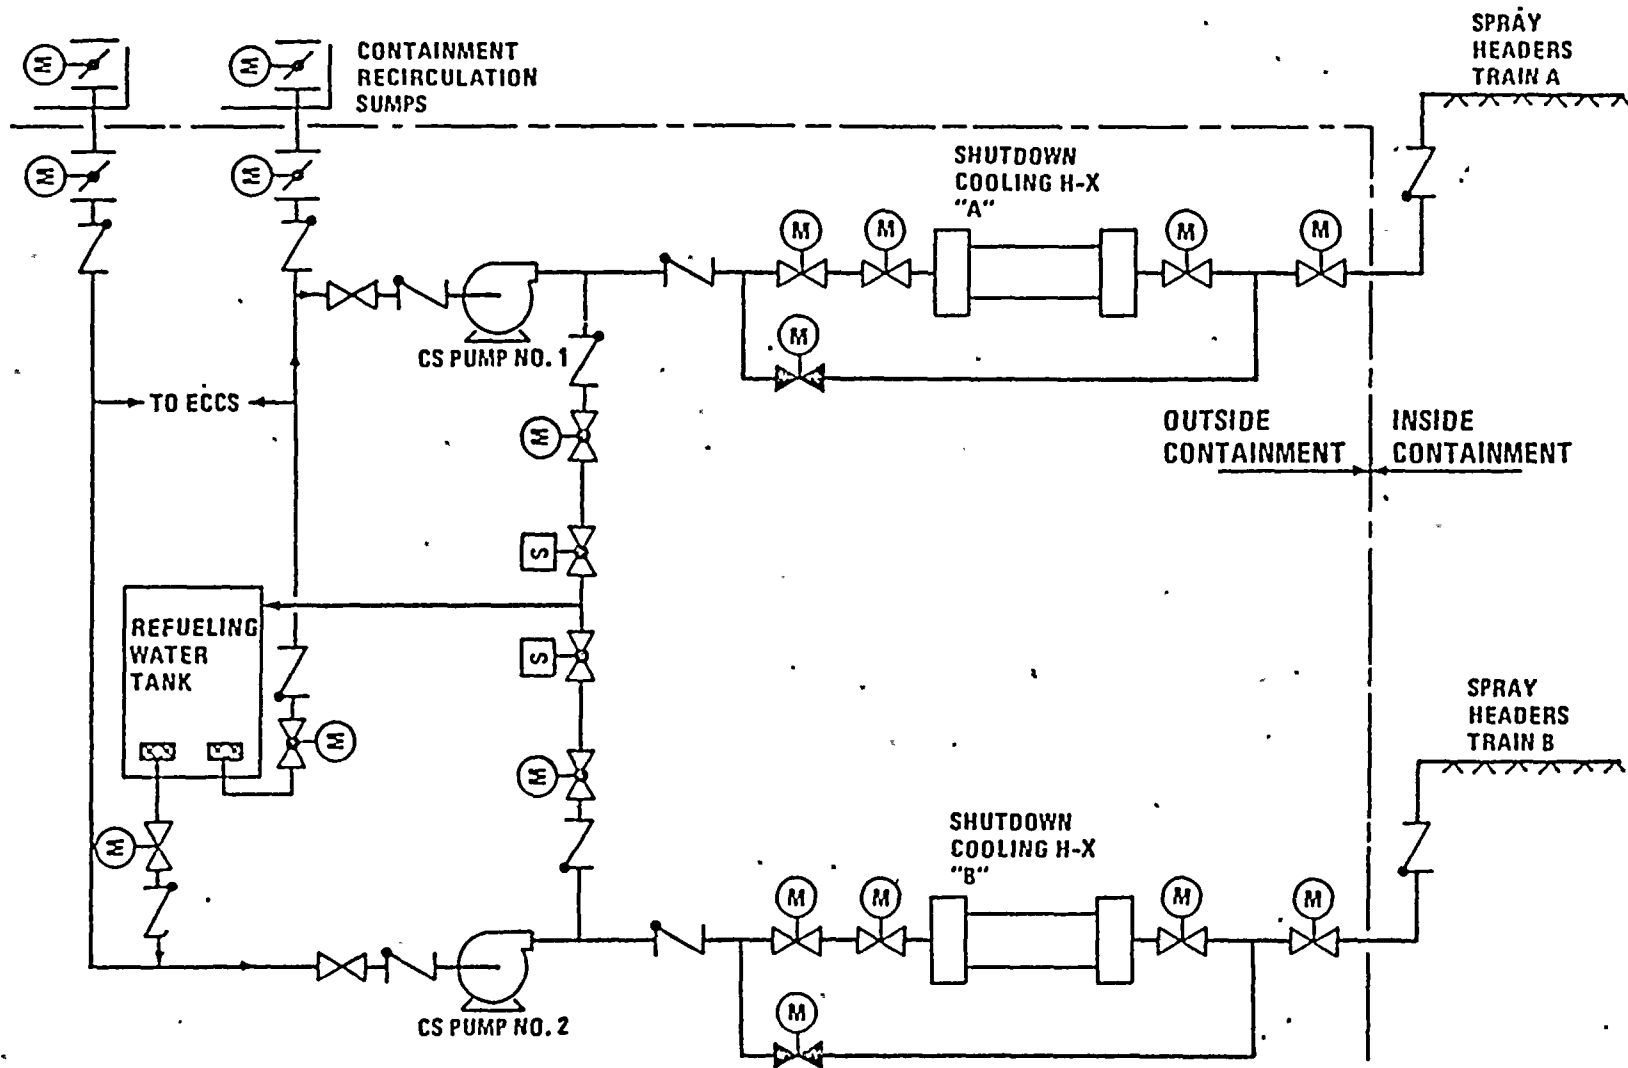 M
M
CONTAINMENT
RECIRCULATION
SUMPS
SPRAY
HEADERS
TRAIN A
M
M
SHUTDOWN
COOLING H-X
"A"
M
M
M
M
CS PUMP NO. 1
M
TO ECCS
M
OUTSIDE
CONTAINMENT
INSIDE
CONTAINMENT
S
REFUELING
WATER
TANK
S
M
M
M
SPRAY
HEADERS
TRAIN B
SHUTDOWN
COOLING H-X
"B"
M
M
M
M
CS PUMP NO. 2
M